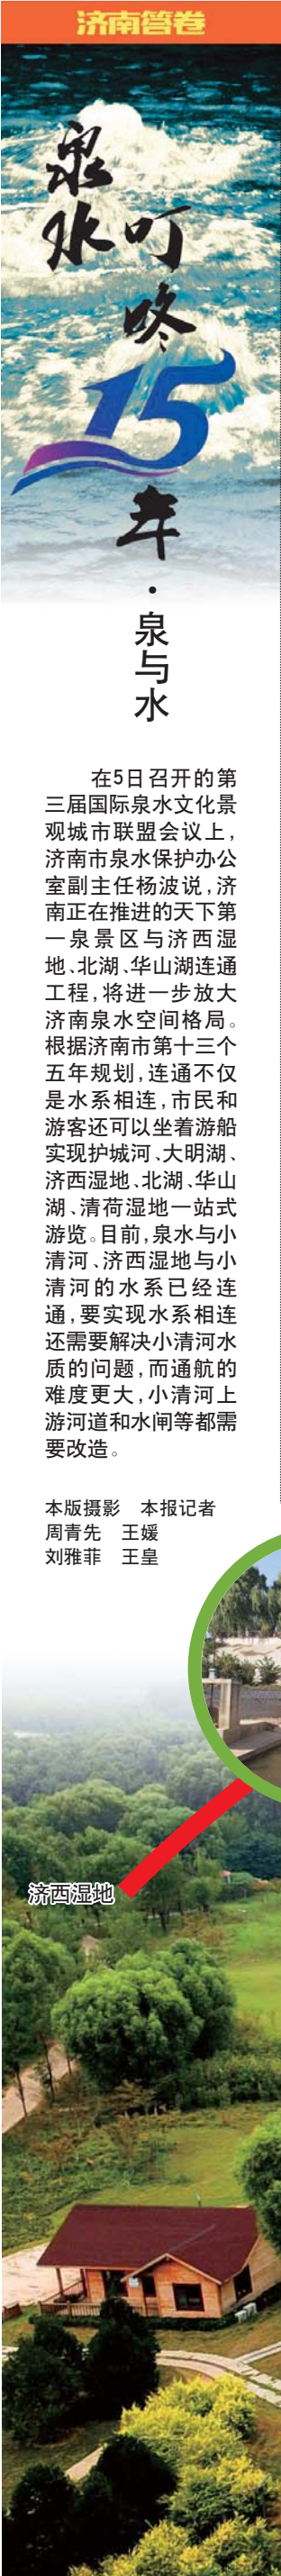 济南答卷
泉水
叮咚
15
年
·泉与水
在5日召开的第
三届国际泉水文化景
观城市联盟会议上,
济南市泉水保护办公
室副主任杨波说,济
南正在推进的天下第
一泉景区与济西湿
地、北湖、华山湖连通
工程,将进一步放大
济南泉水空间格局。
根据济南市第十三个
五年规划,连通不仅
是水系相连,市民和
游客还可以坐着游船
实现护城河、大明湖、
济西湿地、北湖、华山
湖、清荷湿地一站式
游览。目前,泉水与小
清河、济西湿地与小
清河的水系已经连
通,要实现水系相连
还需要解决小清河水
质的问题,而通航的
难度更大,小清河上
游河道和水闸等都需
要改造。
本版摄影 本报记者
周青先 王媛
刘雅菲 王皇
济西湿地